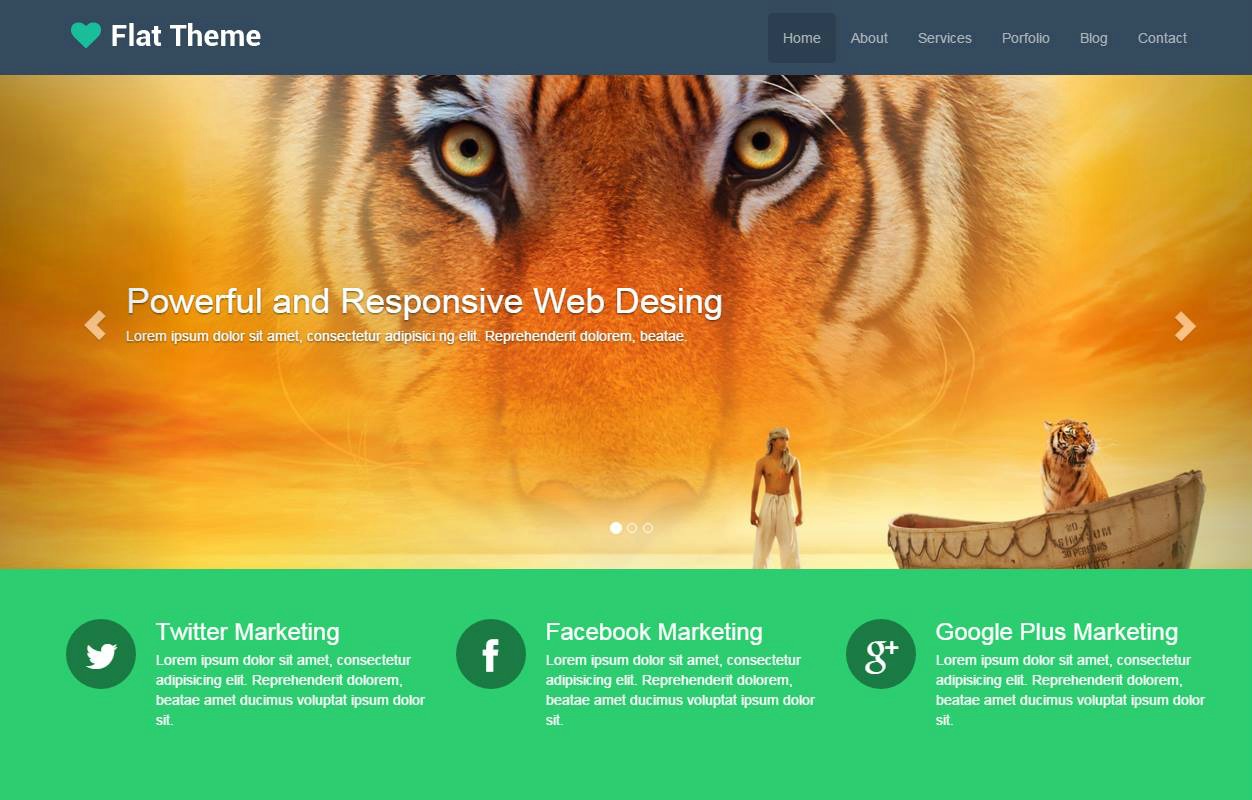 Flat Theme
Home About Services Porfolio Blog Contact
Powerful and Responsive Web Desing
Lorem ipsum dolor sit amet, consectetur adipisici ng elit. Reprehenderit dolorem, beatae.
20
30 PERSONS
Twitter Marketing
Lorem ipsum dolor sit amet, consectetur
adipisicing elit. Reprehenderit dolorem,
beatae amet ducimus voluptat ipsum dolor
sit.
Facebook Marketing
Lorem ipsum dolor sit amet, consectetur
adipisicing elit. Reprehenderit dolorem,
beatae amet ducimus voluptat ipsum dolor
sit.
Google Plus Marketing
Lorem ipsum dolor sit amet, consectetur
adipisicing elit. Reprehenderit dolorem,
beatae amet ducimus voluptat ipsum dolor
sit.